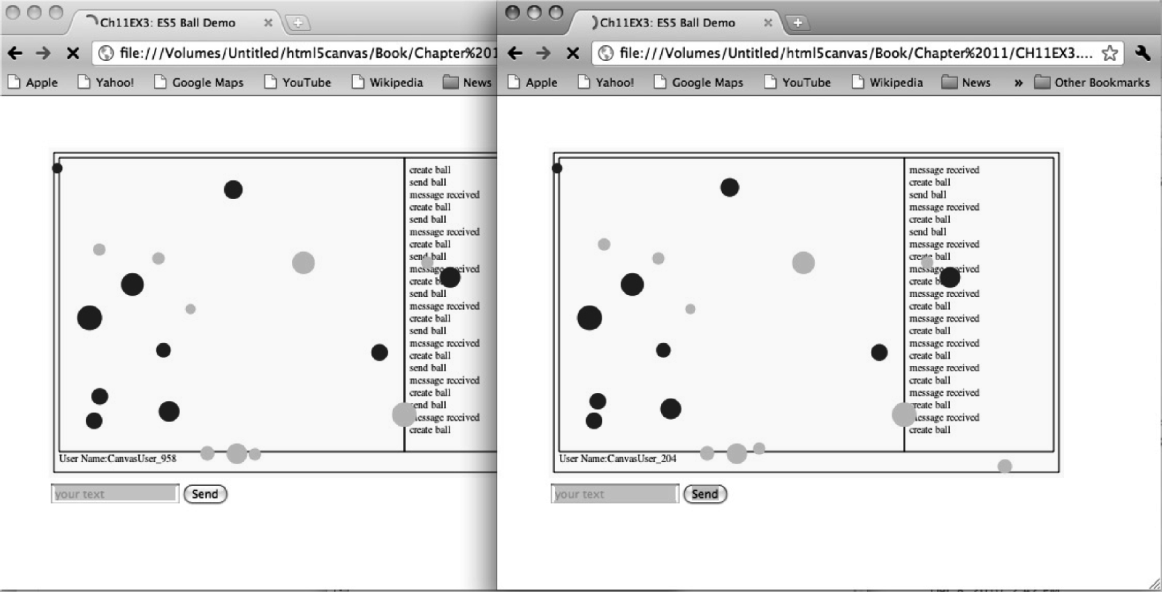 Ch11EX3: ES5 Ball Demo
file:///Volumes/Untitled/html5canvas/Book/Chapter%201
Apple Yahoo! Google Maps YouTube Wikipedia News
create ball
send ball
message received
create ball
send ball
message received
create ball
send ball
message received
create ball
send ball
message received
create ball
send ball
message received
create ball
send ball
message received
create ball
send ball
message received
create ball
User Name:CanvasUser_958
your text Send
Ch11EX3: ES5 Ball Demo
file:///Volumes/Untitled/html5canvas/Book/Chapter%2011/CH11EX3....
Apple Yahoo! Google Maps YouTube Wikipedia News » Other Bookmarks
message received
create ball
send ball
message received
create ball
send ball
message received
create ball
message received
create ball
message received
create ball
message received
create ball
message received
create ball
message received
create ball
message received
create ball
message received
create ball
User Name:CanvasUser_204
your text Send